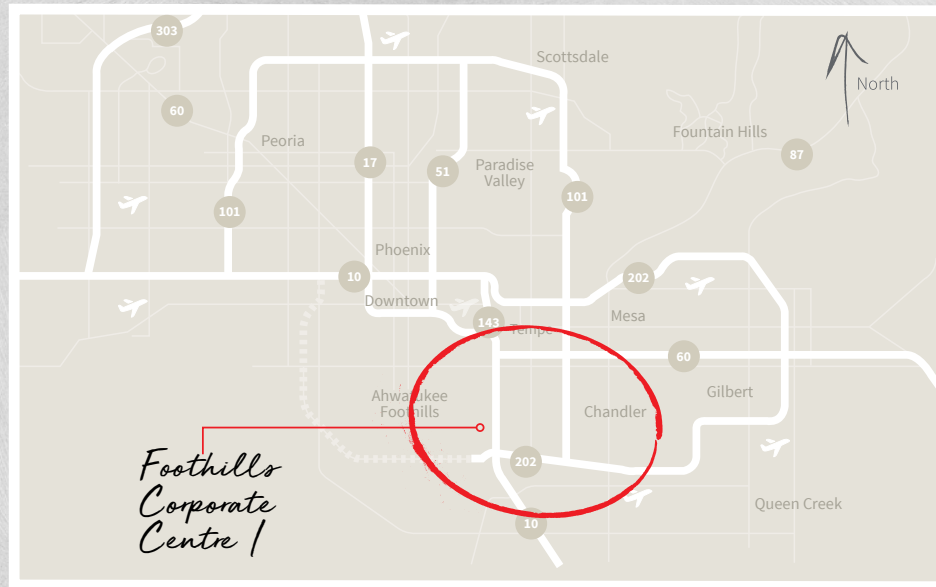 303
Scottsdale
North
60
Fountain Hills
Peoria
87
17
51
Paradise
Valley
101
101
Phoenix
10
202
Downtown
143
Tempe
Mesa
60
Ahwatukee
Foothills
Gilbert
Chandler
202
Foothills
Corporate
Centre 1
10
Queen Creek